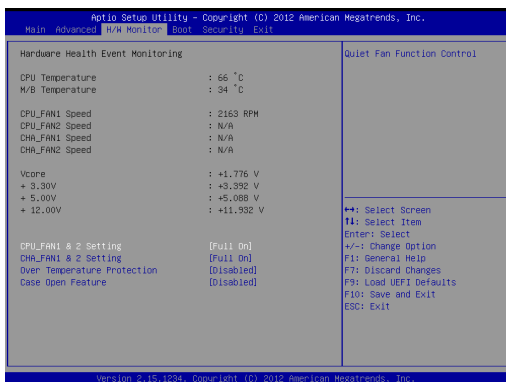 Aptio Setup Utility – Copyright (C) 2012 American Megatrends, Inc.
Main Advanced H/W Monitor Boot Security Exit
Hardware Health Event Monitoring
CPU Temperature : 66 °C
M/B Temperature : 34 °C
CPU_FAN1 Speed : 2163 RPM
CPU_FAN2 Speed : N/A
CHA_FAN1 Speed : N/A
CHA_FAN2 Speed : N/A
Vcore : +1.776 V
+ 3.30V : +3.392 V
+ 5.00V : +5.088 V
+ 12.00V : +11.932 V
CPU_FAN1 & 2 Setting [Full On]
CHA_FAN1 & 2 Setting [Full On]
Over Temperature Protection [Disabled]
Case Open Feature [Disabled]
Quiet Fan Function Control
↔: Select Screen
↑↓: Select Item
Enter: Select
+/-: Change Option
F1: General Help
F7: Discard Changes
F9: Load UEFI Defaults
F10: Save and Exit
ESC: Exit
Version 2.15.1234. Copyright (C) 2012 American Megatrends, Inc.